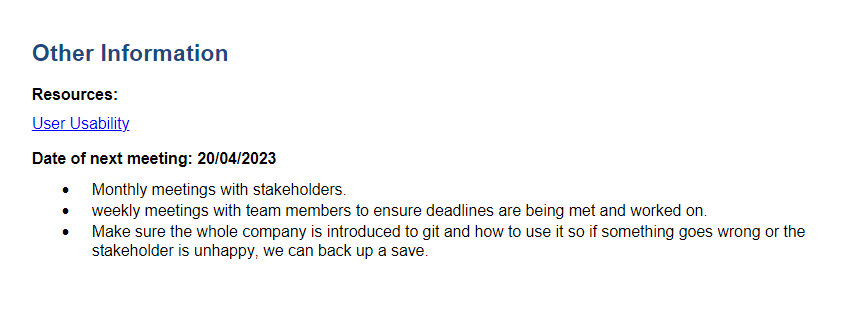 Other Information
Resources:
User Usability
Date of next meeting: 20/04/2023
• Monthly meetings with stakeholders.
• weekly meetings with team members to ensure deadlines are being met and worked on.
• Make sure the whole company is introduced to git and how to use it so if something goes wrong or the
stakeholder is unhappy, we can back up a save.